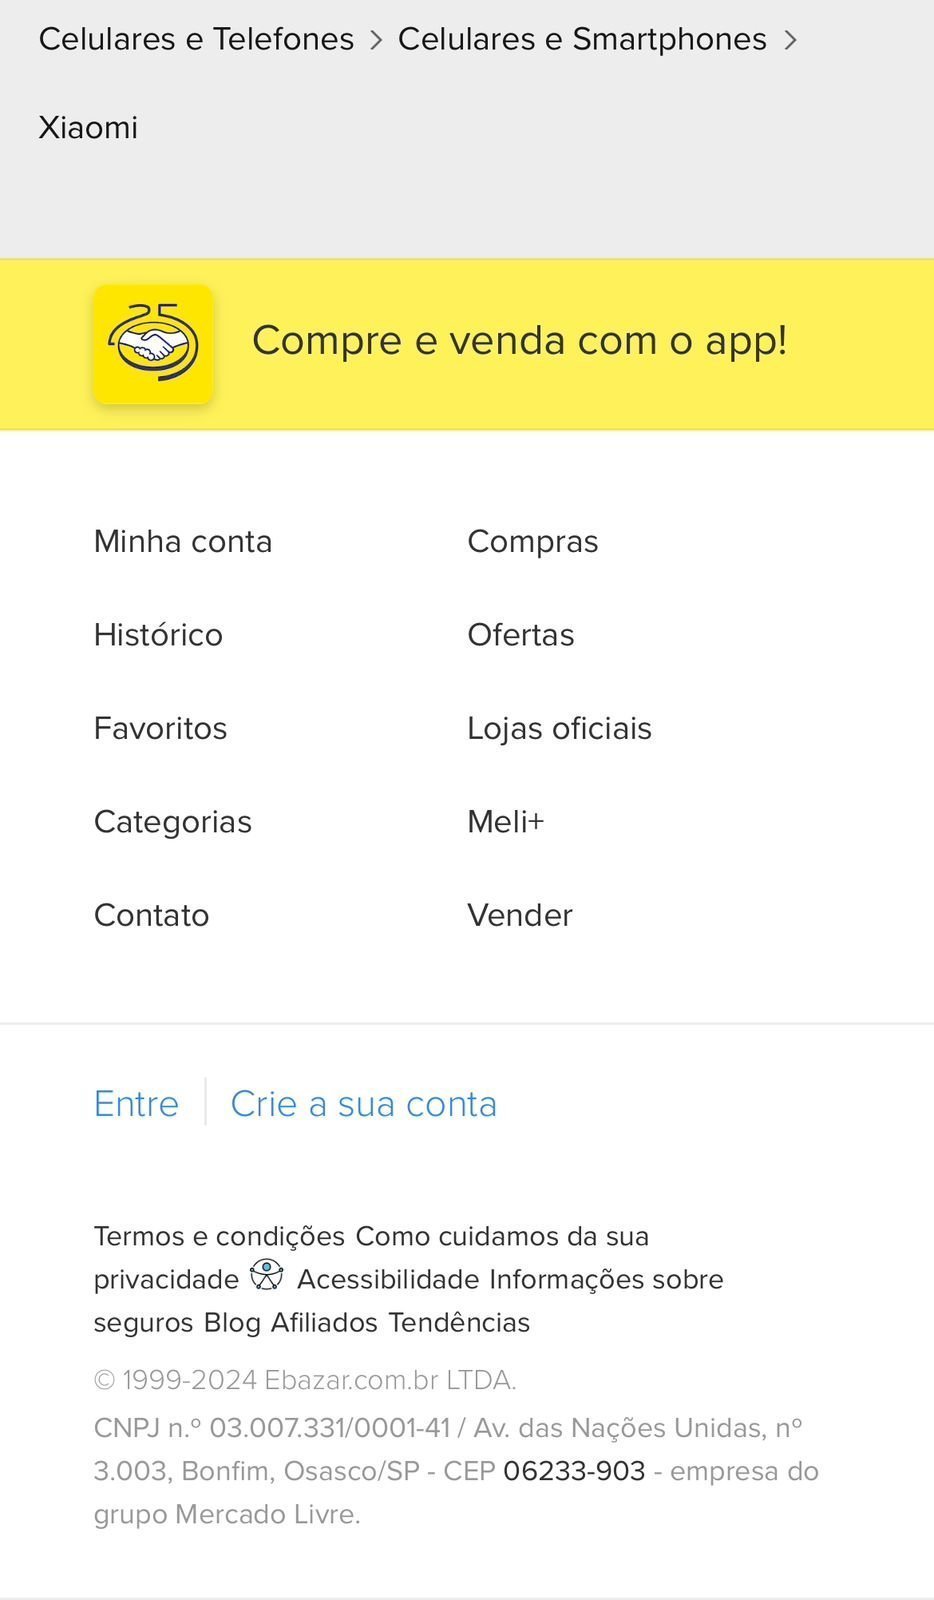 Celulares e Telefones > Celulares e Smartphones >
Xiaomi
25
Compre e venda com o app!
Minha conta Compras
Histórico Ofertas
Favoritos Lojas oficiais
Categorias Meli+
Contato Vender
Entre Crie a sua conta
Termos e condições Como cuidamos da sua
privacidade Acessibilidade Informações sobre
seguros Blog Afiliados Tendências
© 1999-2024 Ebazar.com.br LTDA.
CNPJ n.º 03.007.331/0001-41 / Av. das Nações Unidas, nº
3.003, Bonfim, Osasco/SP - CEP 06233-903 - empresa do
grupo Mercado Livre.